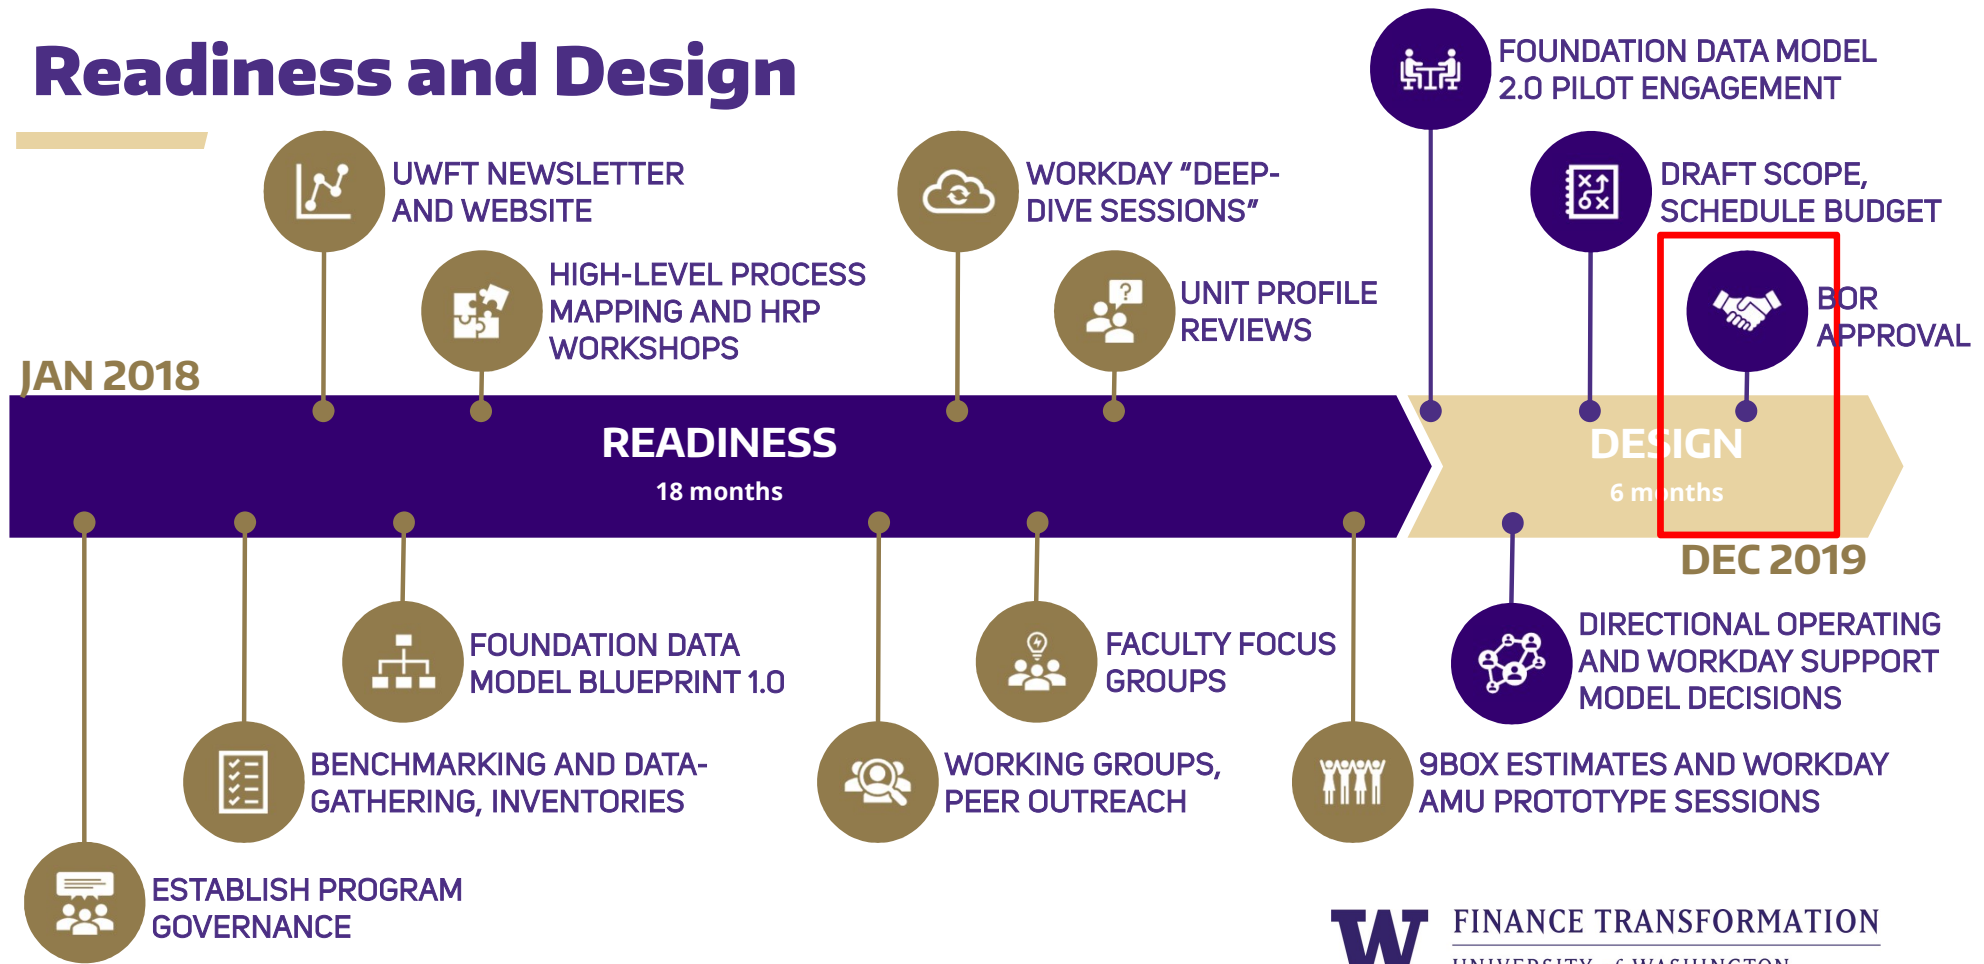 Readiness and Design
FOUNDATION DATA MODEL
2.0 PILOT ENGAGEMENT
UWFT NEWSLETTER
AND WEBSITE
WORKDAY “DEEP-
DIVE SESSIONS”
DRAFT SCOPE,
SCHEDULE BUDGET
HIGH-LEVEL PROCESS
MAPPING AND HRP
WORKSHOPS
UNIT PROFILE
REVIEWS
BOR
APPROVAL
JAN 2018
READINESS
18 months
DESIGN
6 months
DEC 2019
FOUNDATION DATA
MODEL BLUEPRINT 1.0
FACULTY FOCUS
GROUPS
DIRECTIONAL OPERATING
AND WORKDAY SUPPORT
MODEL DECISIONS
BENCHMARKING AND DATA-
GATHERING, INVENTORIES
WORKING GROUPS,
PEER OUTREACH
9BOX ESTIMATES AND WORKDAY
AMU PROTOTYPE SESSIONS
ESTABLISH PROGRAM
GOVERNANCE
W
FINANCE TRANSFORMATION
UNIVERSITY of WASHINGTON